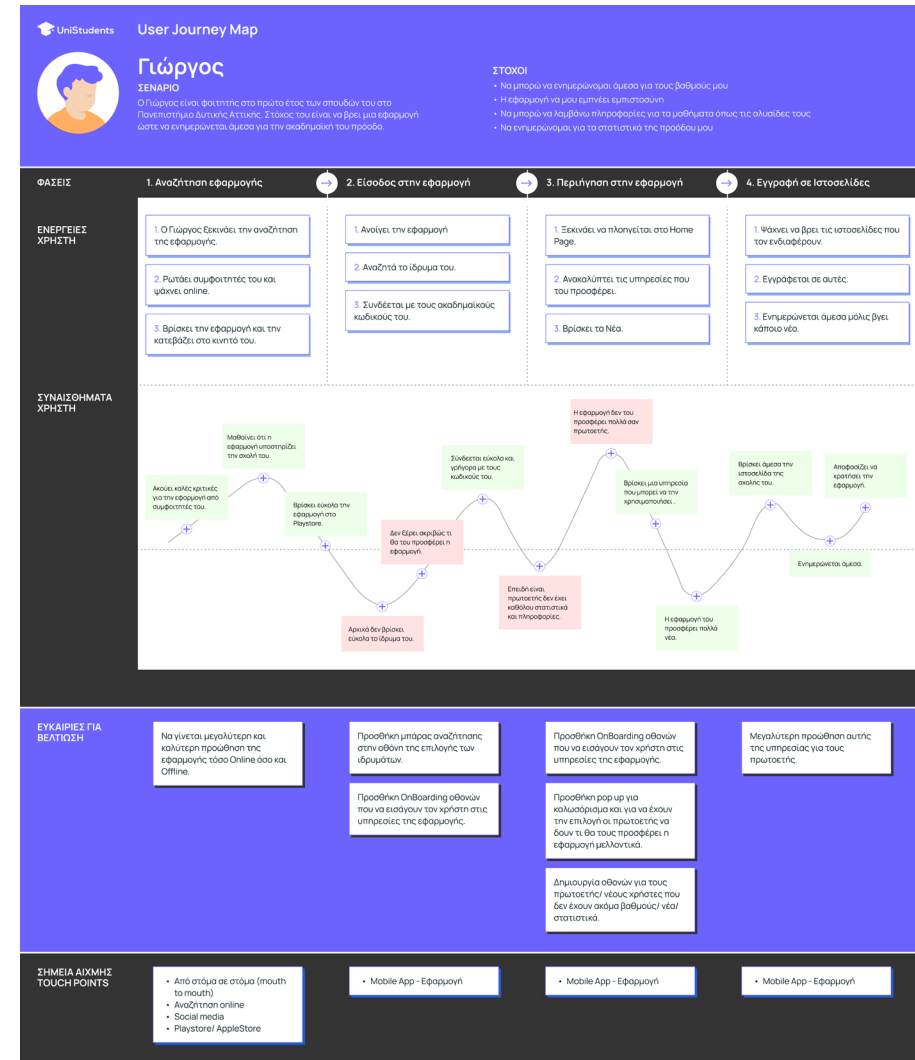 UniStudents
User Journey Map
Γιώργος
ΣΕΝΑΡΙΟ
Ο Γιώργος είναι φοιτητής στο πρώτο έτος των σπουδών του στο
Πανεπιστήμιο Δυτικής Αττικής. Στόχος του είναι να βρει μια εφαρμογή
ώστε να ενημερώνεται άμεσα για την ακαδημαϊκή του πρόοδο.
ΣΤΟΧΟΙ
• Να μπορώ να ενημερώνομαι άμεσα για τους βαθμούς μου
• Η εφαρμογή να μου εμπνέει εμπιστοσύνη
• Να μπορώ να λαμβάνω πληροφορίες για τα μαθήματα όπως τις αλυσίδες τους
• Να ενημερώνομαι για τα στατιστικά της προόδου μου
ΦΑΣΕΙΣ
1. Αναζήτηση εφαρμογής
2. Είσοδος στην εφαρμογή
3. Περιήγηση στην εφαρμογή
4. Εγγραφή σε Ιστοσελίδες
ΕΝΕΡΓΕΙΕΣ
ΧΡΗΣΤΗ
1. Ο Γιώργος ξεκινάει την αναζήτηση
της εφαρμογής.
2. Ρωτάει συμφοιτητές του και
ψάχνει online.
3. Βρίσκει την εφαρμογή και την
κατεβάζει στο κινητό του.
1. Ανοίγει την εφαρμογή
2. Αναζητά το ίδρυμα του.
3. Συνδέεται με τους ακαδημαϊκούς
κωδικούς του.
1. Ξεκινάει να πλοηγείται στο Home
Page.
2. Ανακαλύπτει τις υπηρεσίες που
του προσφέρει.
3. Βρίσκει τα Νέα.
1. Ψάχνει να βρει τις ιστοσελίδες που
τον ενδιαφέρουν.
2. Εγγράφεται σε αυτές.
3. Ενημερώνεται άμεσα μόλις βγει
κάποιο νέο.
ΣΥΝΑΙΣΘΗΜΑΤΑ
ΧΡΗΣΤΗ
Ακούει καλές κριτικές
για την εφαρμογή από
συμφοιτητές του.
Μαθαίνει ότι η
εφαρμογή υποστηρίζει
την σχολή του.
Βρίσκει εύκολα την
εφαρμογή στο
Playstore.
Αρχικά δεν βρίσκει
εύκολα το ίδρυμα του.
Δεν ξέρει ακριβώς τι
θα του προσφέρει η
εφαρμογή.
Σύνδεεται εύκολα και
γρήγορα με τους
κωδικούς του.
Επειδή είναι
πρωτοετής δεν έχει
καθόλου στατιστικά
και πληροφορίες.
Η εφαρμογή δεν του
προσφέρει πολλά σαν
πρωτοετής.
Βρίσκει μια υπηρεσία
που μπορεί να την
χρησιμοποιήσει .
Η εφαρμογή του
προσφέρει πολλά
νέα.
Βρίσκει άμεσα την
ιστοσελίδα της
σχολής του.
Ενημερώνεται άμεσα.
Αποφασίζει να
κρατήσει την
εφαρμογή.
ΕΥΚΑΙΡΙΕΣ ΓΙΑ
ΒΕΛΤΙΩΣΗ
Να γίνεται μεγαλύτερη και
καλύτερη προώθηση της
εφαρμογής τόσο Online όσο και
Offline.
Προσθήκη μπάρας αναζήτησης
στην οθόνη της επιλογής των
ιδρυμάτων.
Προσθήκη OnBoarding οθονών
που να εισάγουν τον χρήστη στις
υπηρεσίες της εφαρμογής.
Προσθήκη OnBoarding οθονών
που να εισάγουν τον χρήστη στις
υπηρεσίες της εφαρμογής.
Προσθήκη pop up για
καλωσόρισμα και για να έχουν
την επιλογή οι πρωτοετής να
δουν τι θα τους προσφέρει η
εφαρμογή μελλοντικά.
Δημιουργία οθονών για τους
πρωτοετής/ νέους χρήστες που
δεν έχουν ακόμα βαθμούς/ νέα/
στατιστικά.
Μεγαλύτερη προώθηση αυτής
της υπηρεσίας για τους
πρωτοετής.
ΣΗΜΕΙΑ ΑΙΧΜΗΣ
TOUCH POINTS
• Από στόμα σε στόμα (mouth
to mouth)
• Αναζήτηση online
• Social media
• Playstore/ AppleStore
• Mobile App - Εφαρμογή
• Mobile App - Εφαρμογή
• Mobile App - Εφαρμογή